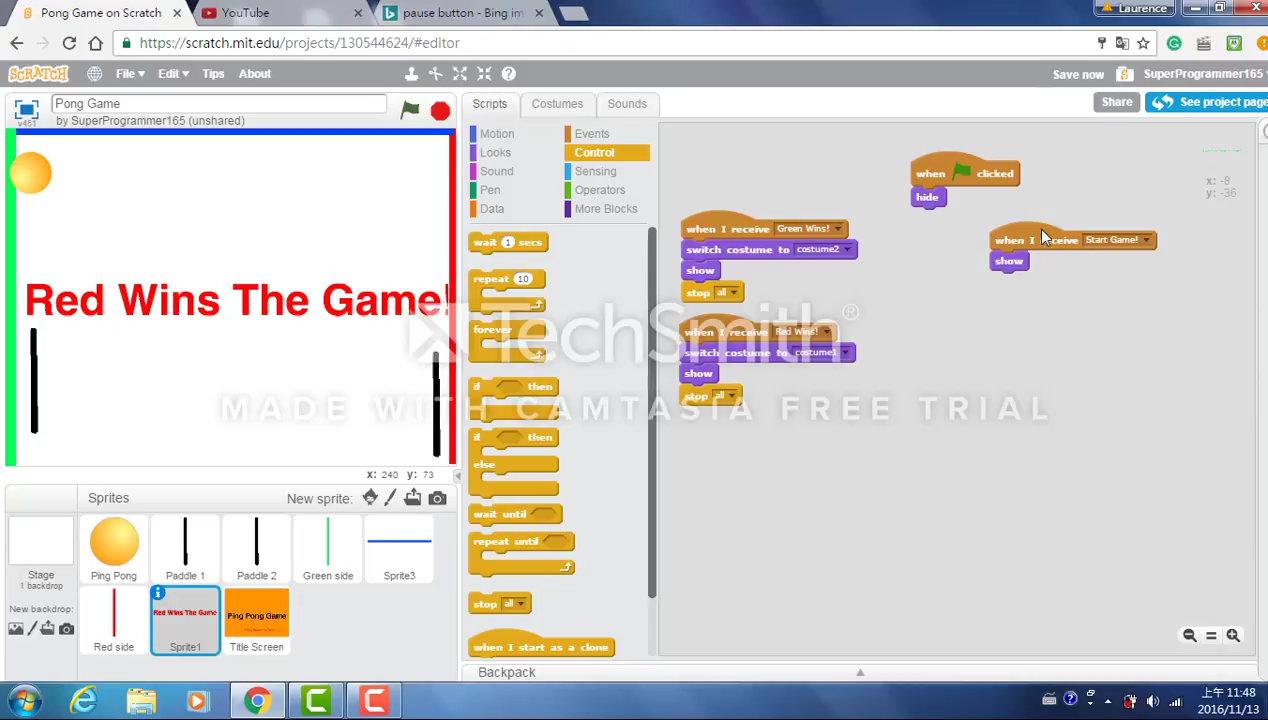 Pong Game on Scratch
YouTube
pause button - Bing im
Laurence
https://scratch.mit.edu/projects/130544624/#editor
SCRATCH
File
Edit
Tips
About
Save now
SuperProgrammer165
Pong Game
by SuperProgrammer165 (unshared)
v451
Scripts
Costumes
Sounds
Share
See project page
Motion
Looks
Sound
Pen
Data
Events
Control
Sensing
Operators
More Blocks
Red Wins The Game!
x: 240 y: 73
wait 1 secs
repeat 10
forever
if then
if then
else
wait until
repeat until
stop all
when I start as a clone
when clicked
hide
when I receive Green Wins!
switch costume to costume2
show
stop all
when I receive Red Wins!
switch costume to costume1
show
stop all
when I receive Start Game!
show
x: -8
y: -36
TechSmith®
MADE WITH CAMTASIA FREE TRIAL
Sprites
New sprite:
Stage
1 backdrop
New backdrop:
Ping Pong
Paddle 1
Paddle 2
Green side
Sprite3
Red side
Red Wins The Game
Sprite1
Ping Pong Game
Title Screen
Backpack
上午 11:48
2016/11/13